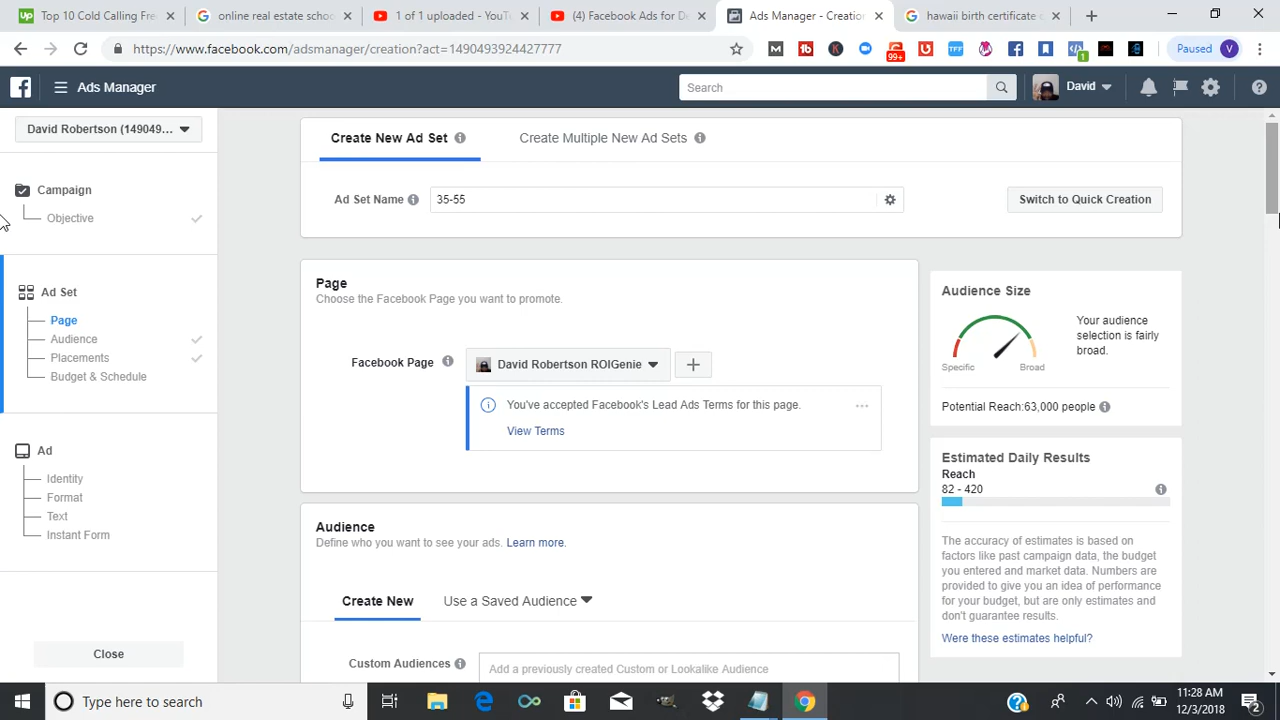 Top 10 Cold Calling Free
online real estate schoo
1 of 1 uploaded - YouTu
(4) Facebook Ads for De
Ads Manager - Creation
hawaii birth certificate c
https://www.facebook.com/adsmanager/creation?act=1490493924427777
99+
1
Paused
V
Ads Manager
Search
David
David Robertson (149049...
Create New Ad Set
Create Multiple New Ad Sets
Campaign
Objective
Ad Set Name
35-55
Switch to Quick Creation
Ad Set
Page
Audience
Placements
Budget & Schedule
Page
Choose the Facebook Page you want to promote.
Facebook Page
David Robertson ROIGenie
You've accepted Facebook's Lead Ads Terms for this page.
View Terms
Audience Size
Your audience selection is fairly broad.
Specific
Broad
Potential Reach:63,000 people
Ad
Identity
Format
Text
Instant Form
Estimated Daily Results
Reach
82 - 420
The accuracy of estimates is based on
factors like past campaign data, the budget
you entered and market data. Numbers are
provided to give you an idea of performance
for your budget, but are only estimates and
don't guarantee results.
Were these estimates helpful?
Audience
Define who you want to see your ads. Learn more.
Create New
Use a Saved Audience
Custom Audiences
Add a previously created Custom or Lookalike Audience
Close
Type here to search
11:28 AM
12/3/2018
2